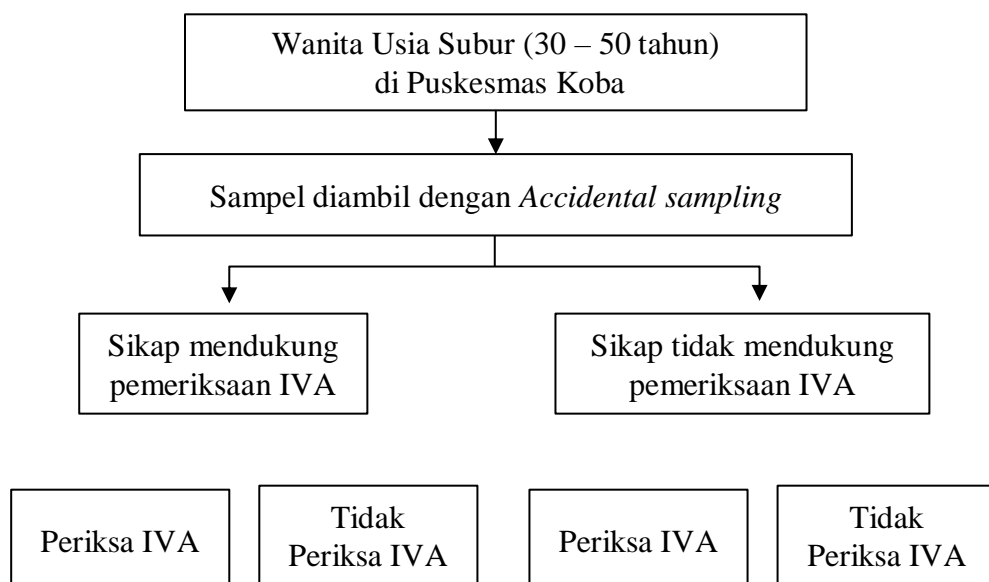 Wanita Usia Subur (30 – 50 tahun)
di Puskesmas Koba
Sampel diambil dengan Accidental sampling
Sikap mendukung
pemeriksaan IVA
Sikap tidak mendukung
pemeriksaan IVA
Periksa IVA
Tidak
Periksa IVA
Periksa IVA
Tidak
Periksa IVA